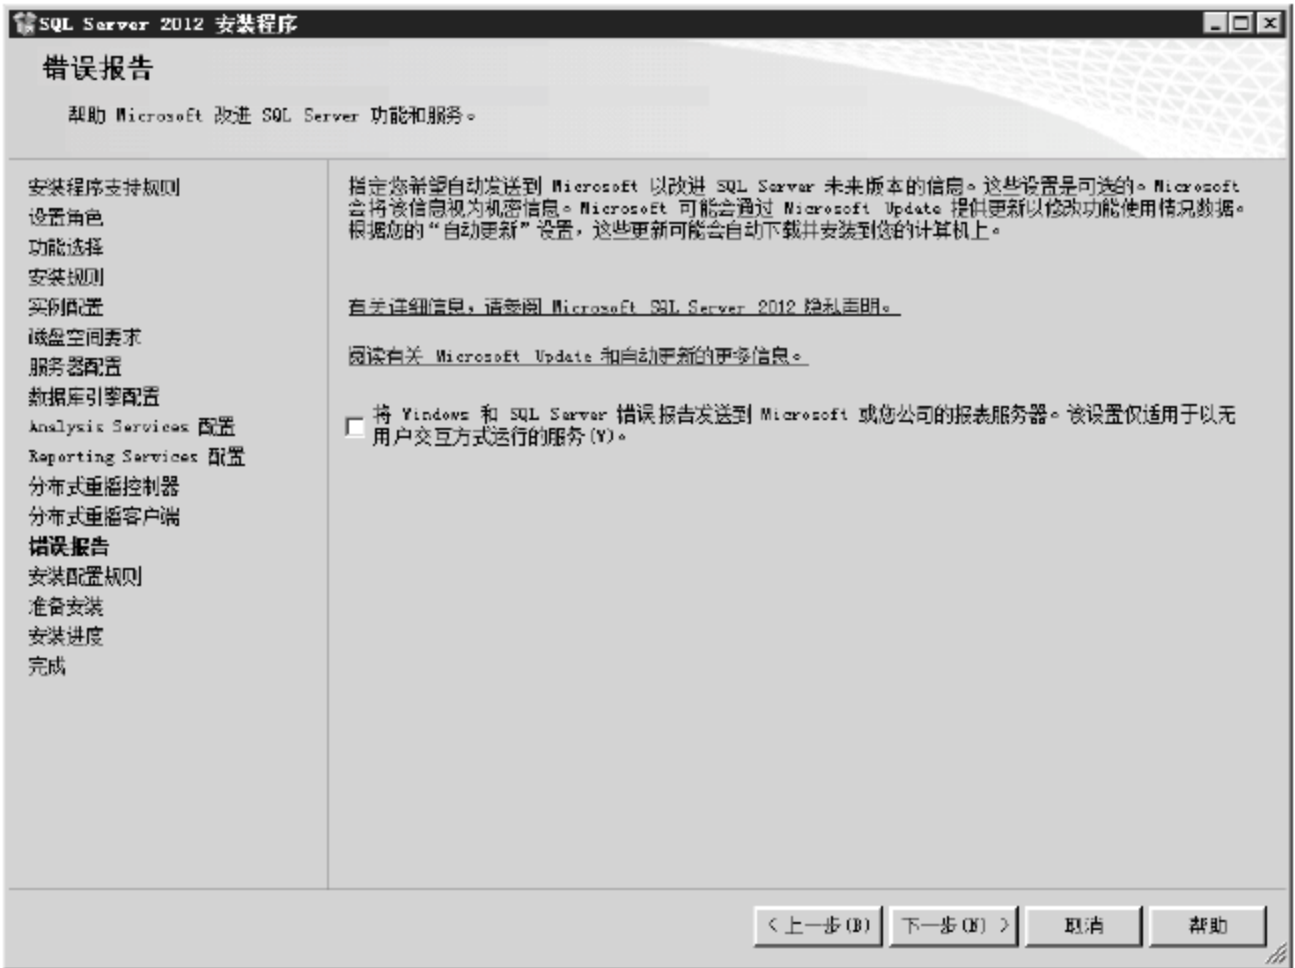 SQL Server 2012 安装程序
错误报告
帮助 Microsoft 改进 SQL Server 功能和服务。
安装程序支持规则
设置角色
功能选择
安装规则
实例配置
磁盘空间要求
服务器配置
数据库引擎配置
Analysis Services 配置
Reporting Services 配置
分布式重播控制器
分布式重播客户端
错误报告
安装配置规则
准备安装
安装进度
完成
指定您希望自动发送到 Microsoft 以改进 SQL Server 未来版本的信息。这些设置是可选的。Microsoft
会将该信息视为机密信息。Microsoft 可能会通过 Microsoft Update 提供更新以修改功能使用情况数据。
根据您的“自动更新”设置，这些更新可能会自动下载并安装到您的计算机上。
有关详细信息，请参阅 Microsoft SQL Server 2012 隐私声明。
阅读有关 Microsoft Update 和自动更新的更多信息。
将 Windows 和 SQL Server 错误报告发送到 Microsoft 或您公司的报表服务器。该设置仅适用于以无
用户交互方式运行的服务(W)。
< 上一步(B)
下一步(N) >
取消
帮助